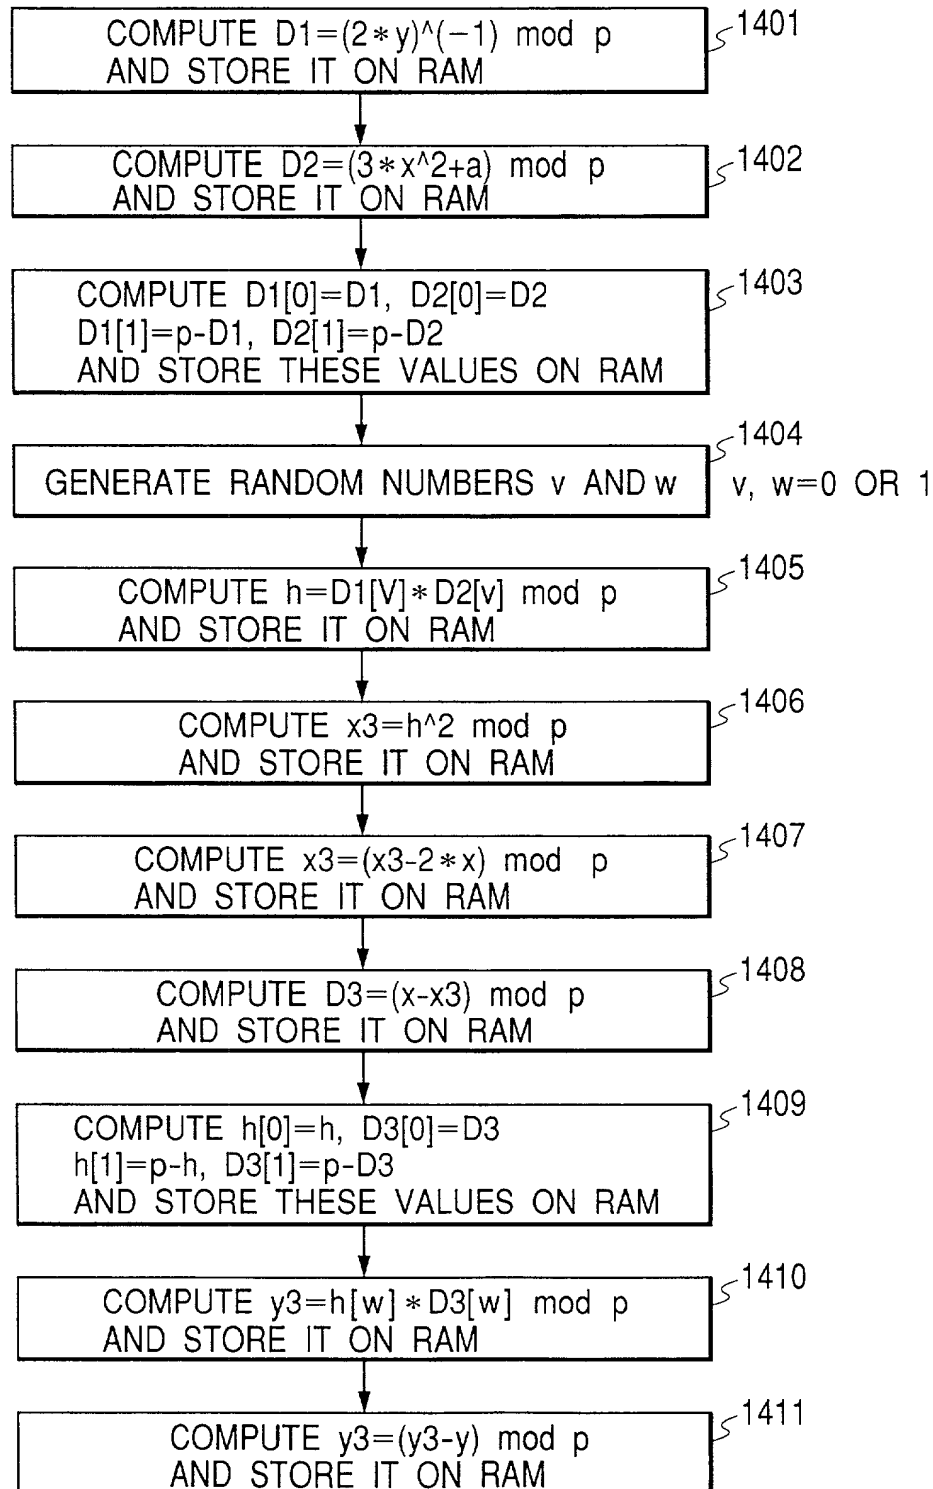 COMPUTE D1=(2*y)^(−1) mod p
AND STORE IT ON RAM
1401
COMPUTE D2=(3*x^2+a) mod p
AND STORE IT ON RAM
1402
COMPUTE D1[0]=D1, D2[0]=D2
D1[1]=p-D1, D2[1]=p-D2
AND STORE THESE VALUES ON RAM
1403
GENERATE RANDOM NUMBERS v AND w
1404
v, w=0 OR 1
COMPUTE h=D1[V]*D2[v] mod p
AND STORE IT ON RAM
1405
COMPUTE x3=h^2 mod p
AND STORE IT ON RAM
1406
COMPUTE x3=(x3-2*x) mod p
AND STORE IT ON RAM
1407
COMPUTE D3=(x-x3) mod p
AND STORE IT ON RAM
1408
COMPUTE h[0]=h, D3[0]=D3
h[1]=p-h, D3[1]=p-D3
AND STORE THESE VALUES ON RAM
1409
COMPUTE y3=h[w]*D3[w] mod p
AND STORE IT ON RAM
1410
COMPUTE y3=(y3-y) mod p
AND STORE IT ON RAM
1411